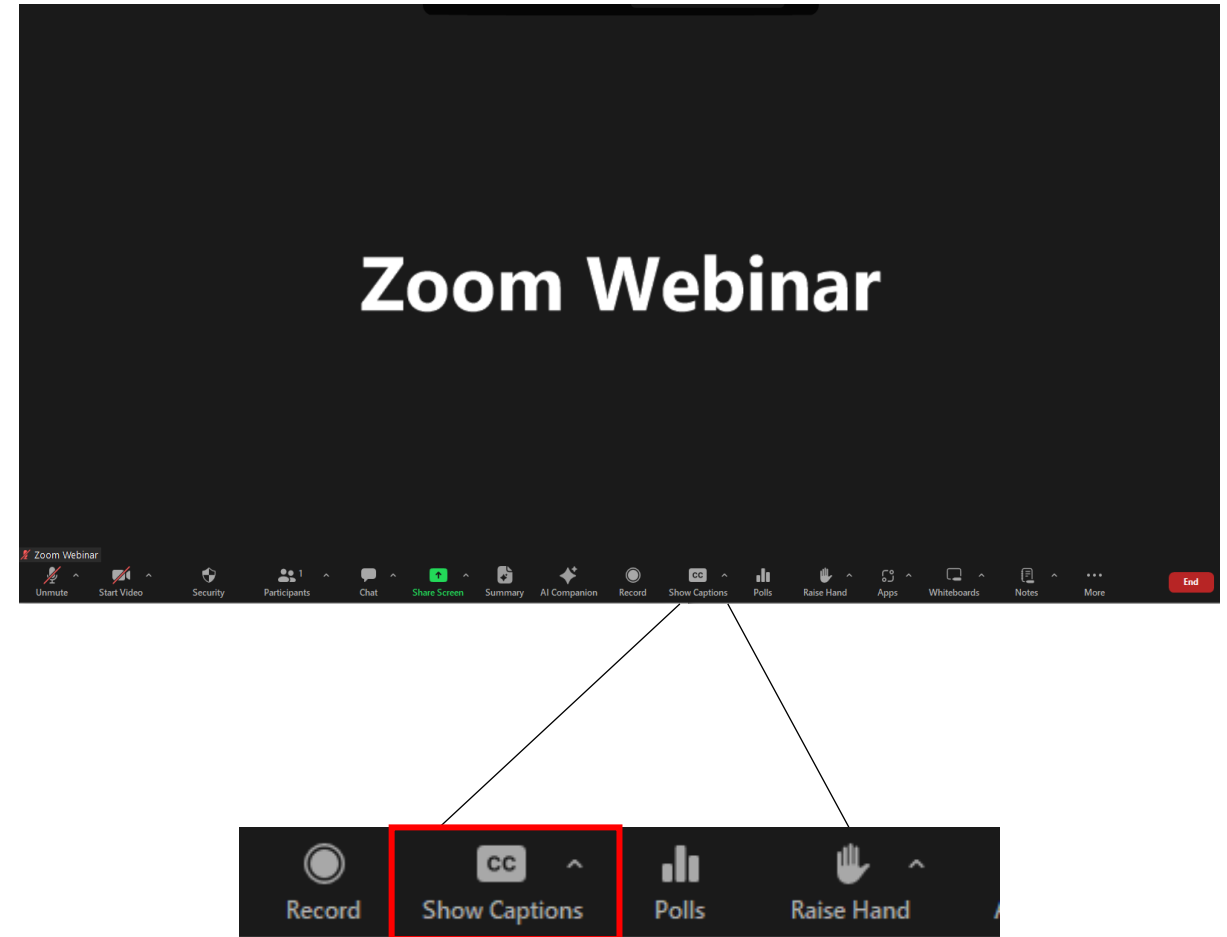 Zoom Webinar
Zoom Webinar
Unmute Start Video Security Participants 1 Chat Share Screen Summary AI Companion Record CC Show Captions Polls Raise Hand Apps Whiteboards Notes More End
CC
Record Show Captions Polls Raise Hand